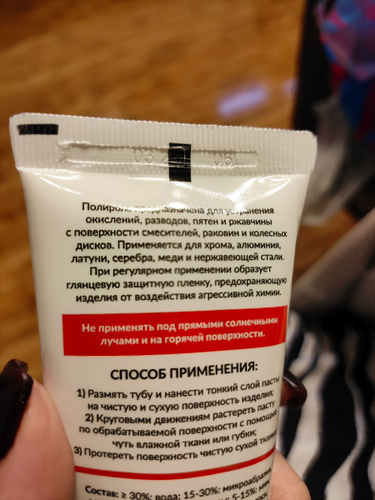 Полироль предназначена для устранения
окислений, разводов, пятен и ржавчины
с поверхности смесителей, раковин и колесных
дисков. Применяется для хрома, алюминия,
латуни, серебра, меди и нержавеющей стали.
При регулярном применении образует
глянцевую защитную пленку, предохраняющую
изделия от воздействия агрессивной химии.
Не применять под прямыми солнечными
лучами и на горячей поверхности.
СПОСОБ ПРИМЕНЕНИЯ:
1) Размять тубу и нанести тонкий слой пасты
на чистую и сухую поверхность изделия;
2) Круговыми движениям растереть пасту
по обрабатываемой поверхности с помощью
чуть влажной ткани или губки;
3) Протереть поверхность чистую сухой
Состав: ≥ 30%: вода; 15-30%:
5-15%: